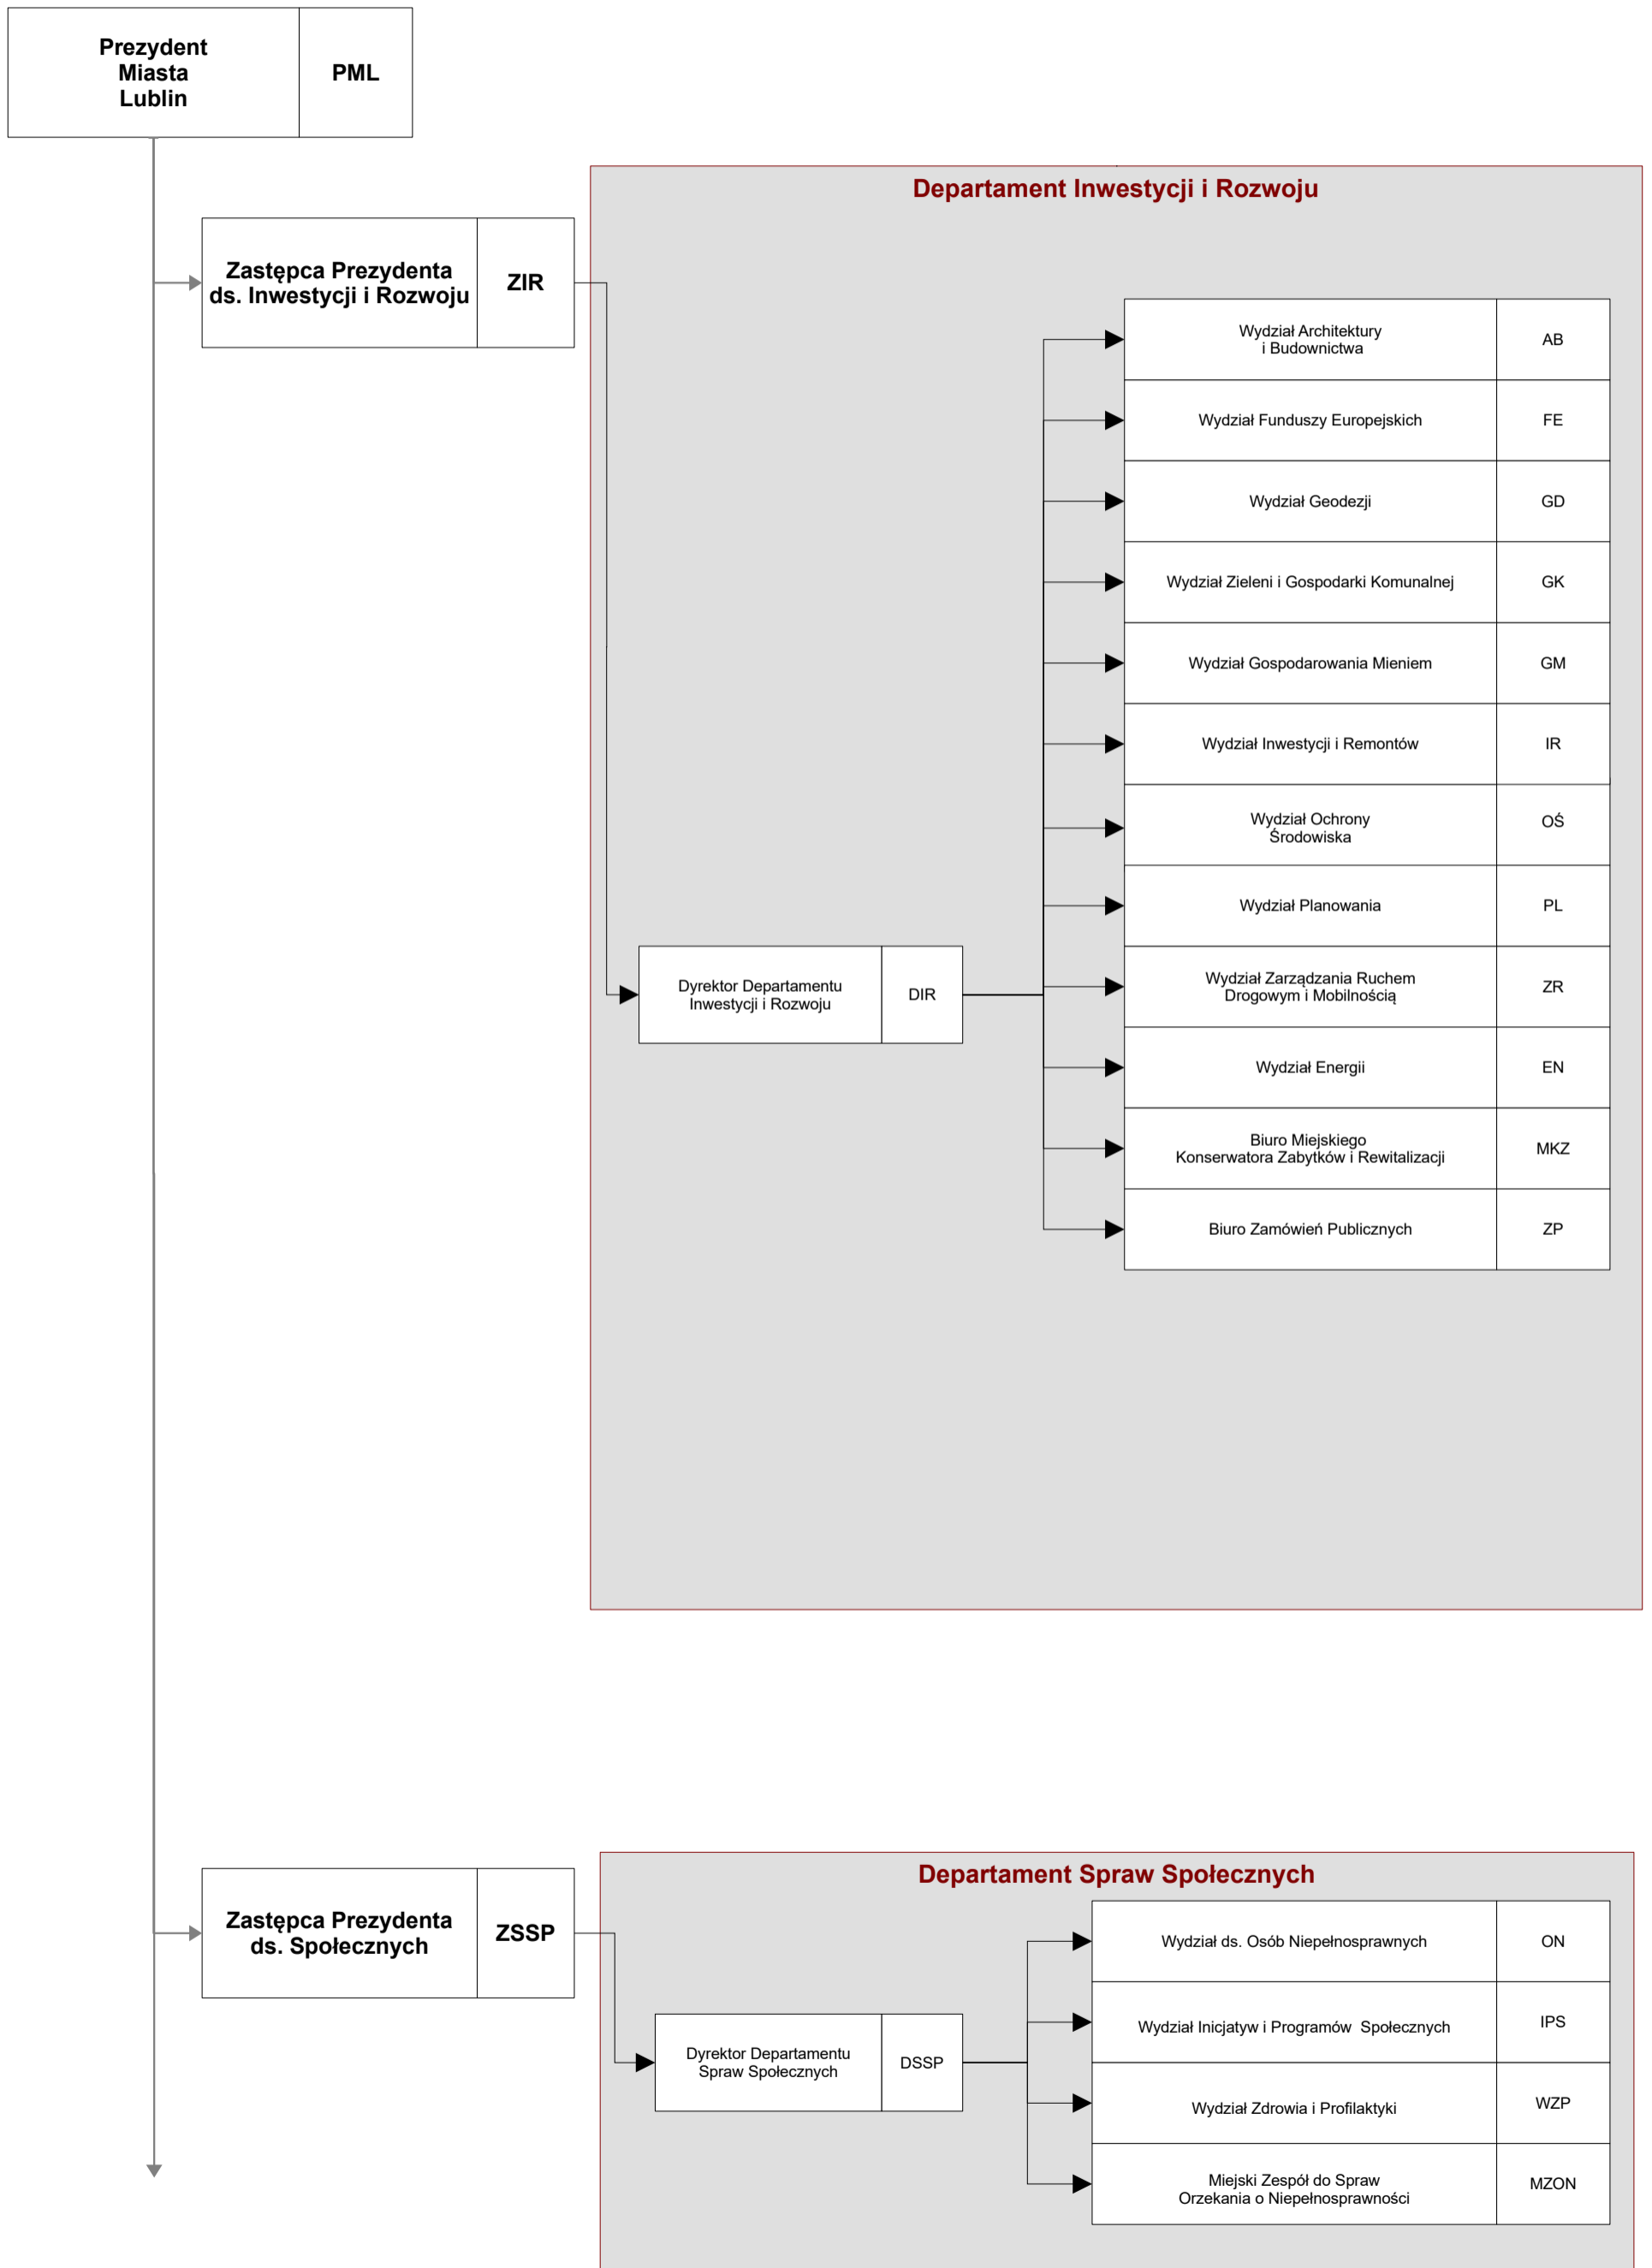 Prezydent
Miasta
Lublin
PML
Departament Inwestycji i Rozwoju
Zastępca Prezydenta
ds. Inwestycji i Rozwoju
ZIR
Wydział Architektury
i Budownictwa
AB
Wydział Funduszy Europejskich
FE
Wydział Geodezji
GD
Wydział Zieleni i Gospodarki Komunalnej
GK
Wydział Gospodarowania Mieniem
GM
Wydział Inwestycji i Remontów
IR
Wydział Ochrony
Środowiska
OŚ
Wydział Planowania
PL
Dyrektor Departamentu
Inwestycji i Rozwoju
DIR
Wydział Zarządzania Ruchem
Drogowym i Mobilnością
ZR
Wydział Energii
EN
Biuro Miejskiego
Konserwatora Zabytków i Rewitalizacji
MKZ
Biuro Zamówień Publicznych
ZP
Departament Spraw Społecznych
Zastępca Prezydenta
ds. Społecznych
ZSSP
Wydział ds. Osób Niepełnosprawnych
ON
Wydział Inicjatyw i Programów  Społecznych
IPS
Dyrektor Departamentu
Spraw Społecznych
DSSP
Wydział Zdrowia i Profilaktyki
WZP
Miejski Zespół do Spraw
Orzekania o Niepełnosprawności
MZON